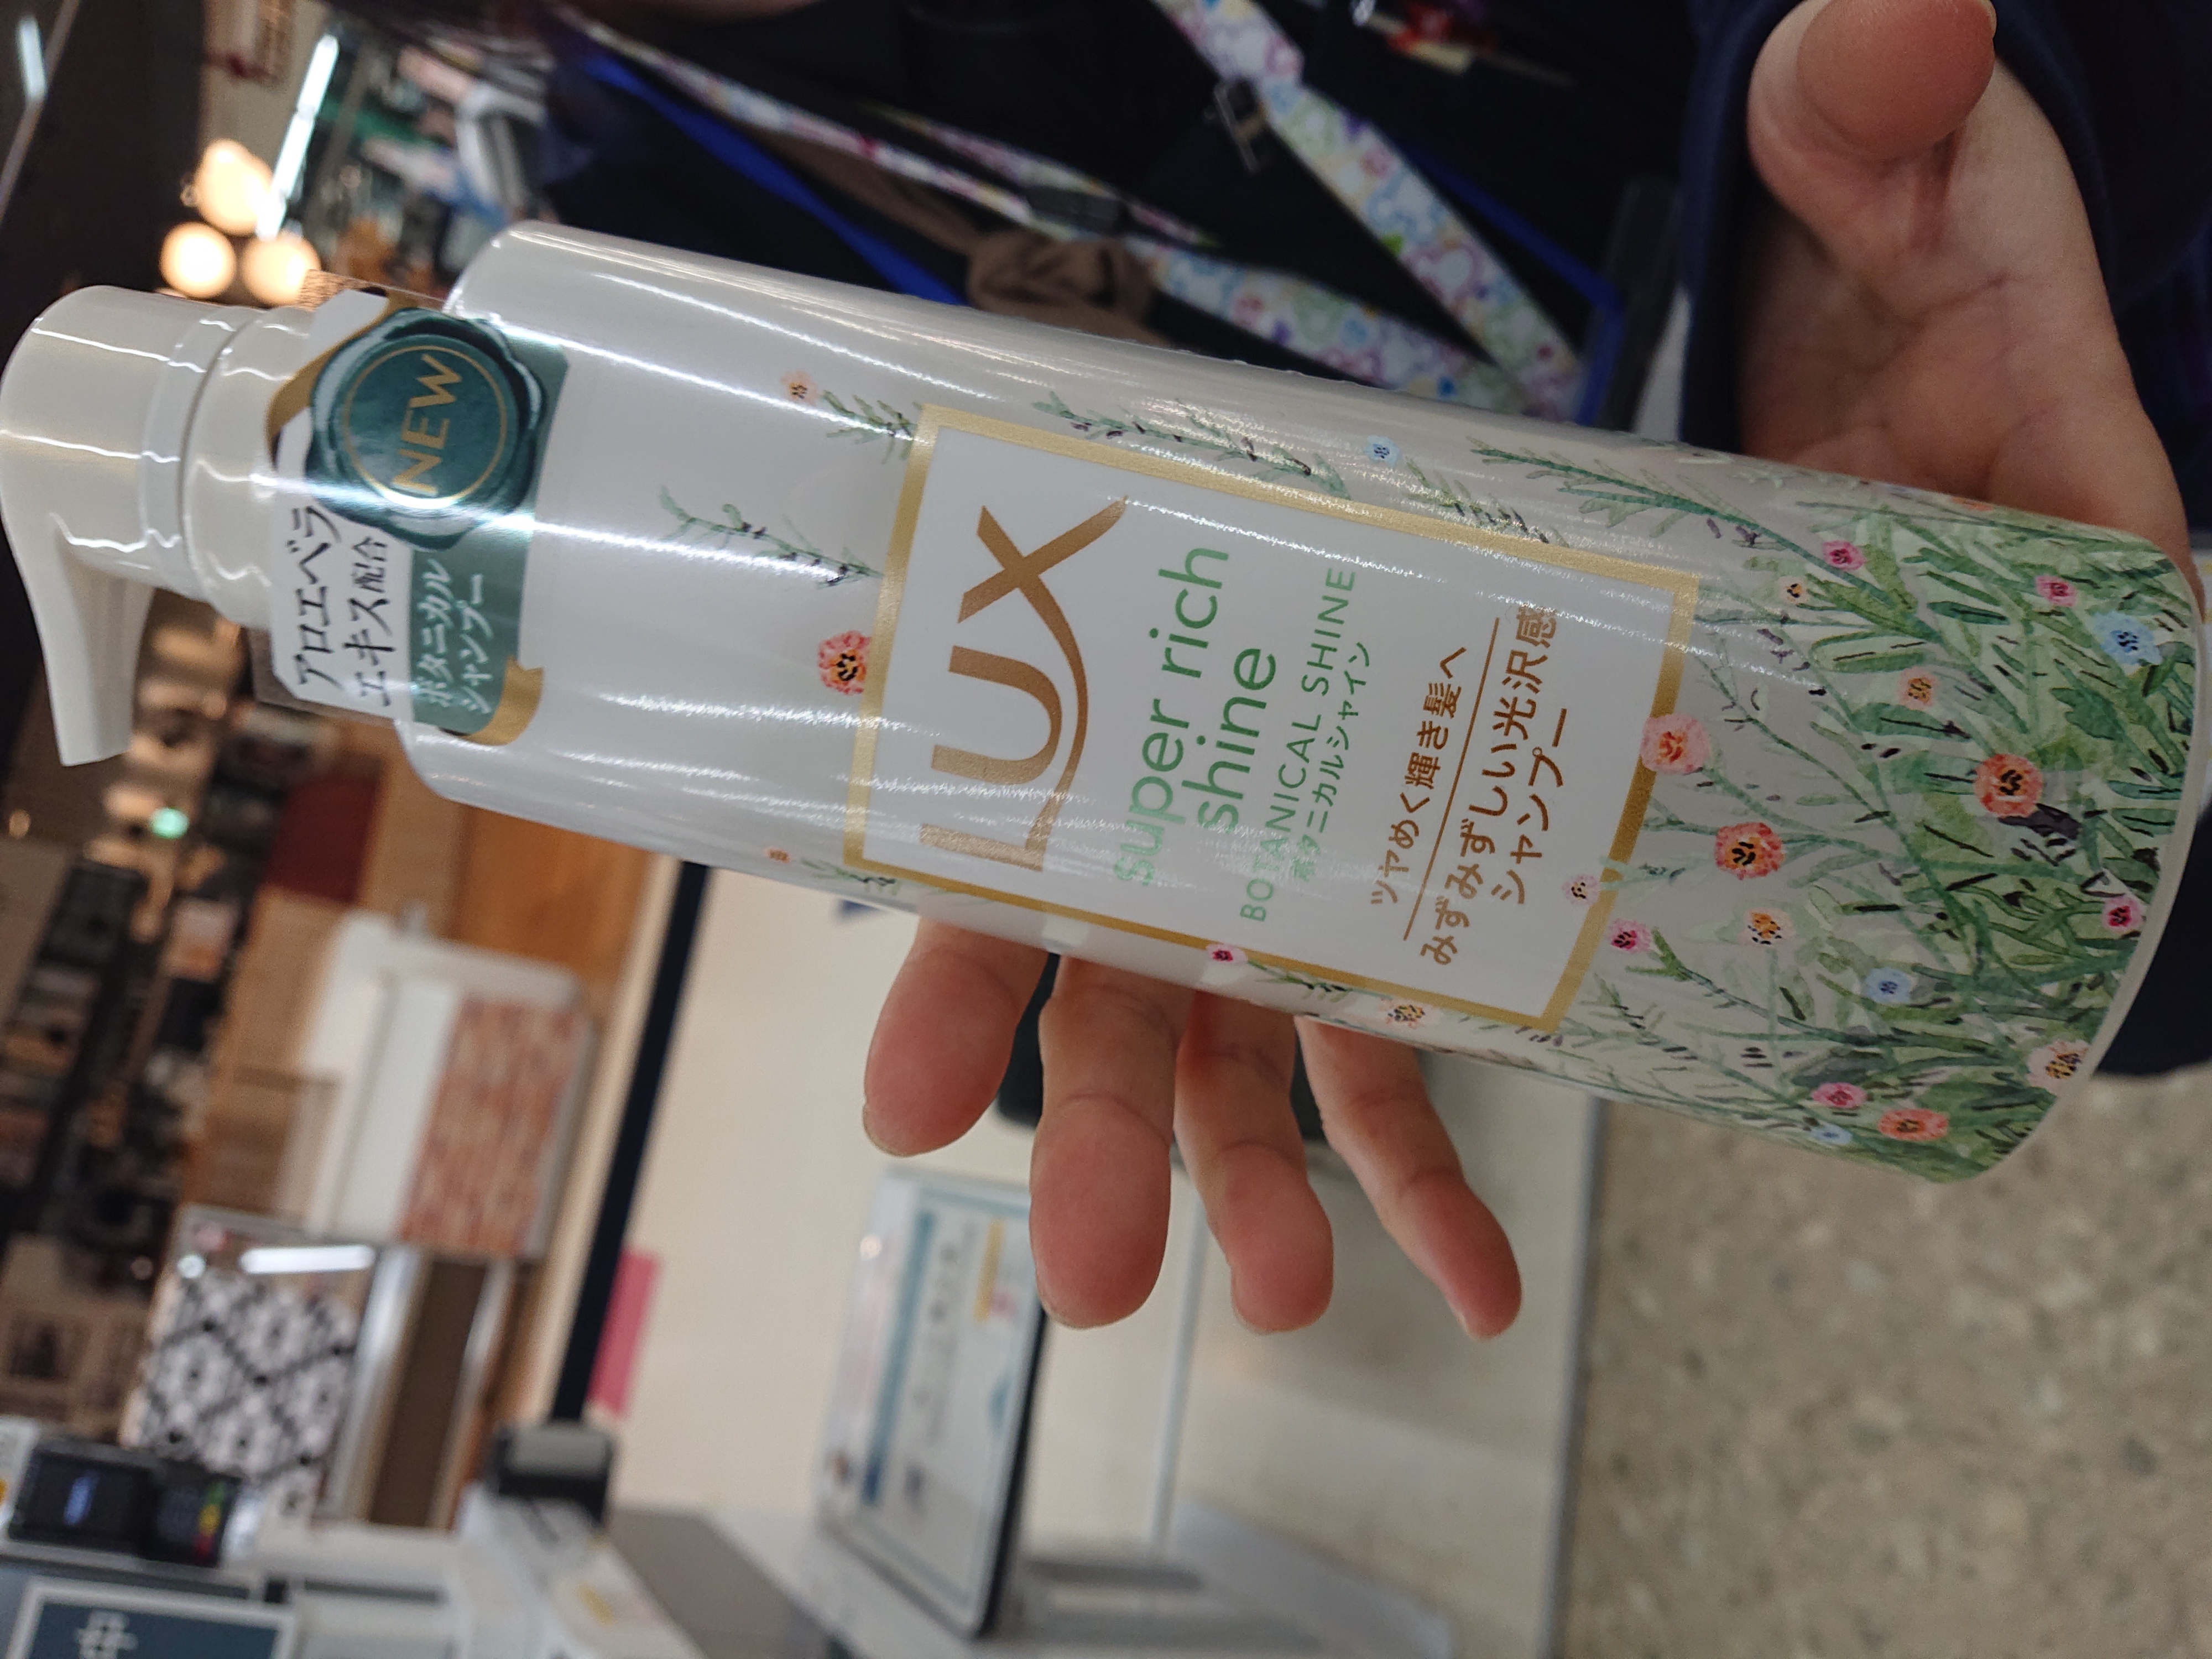 NEW
アロエベラ
エキス配合
ボタニカル
シャンプー
LUX
super rich
shine
BOTANICAL SHINE
ボタニカルシャイン
ツヤめく輝き髪へ
みずみずしい光沢感
シャンプー